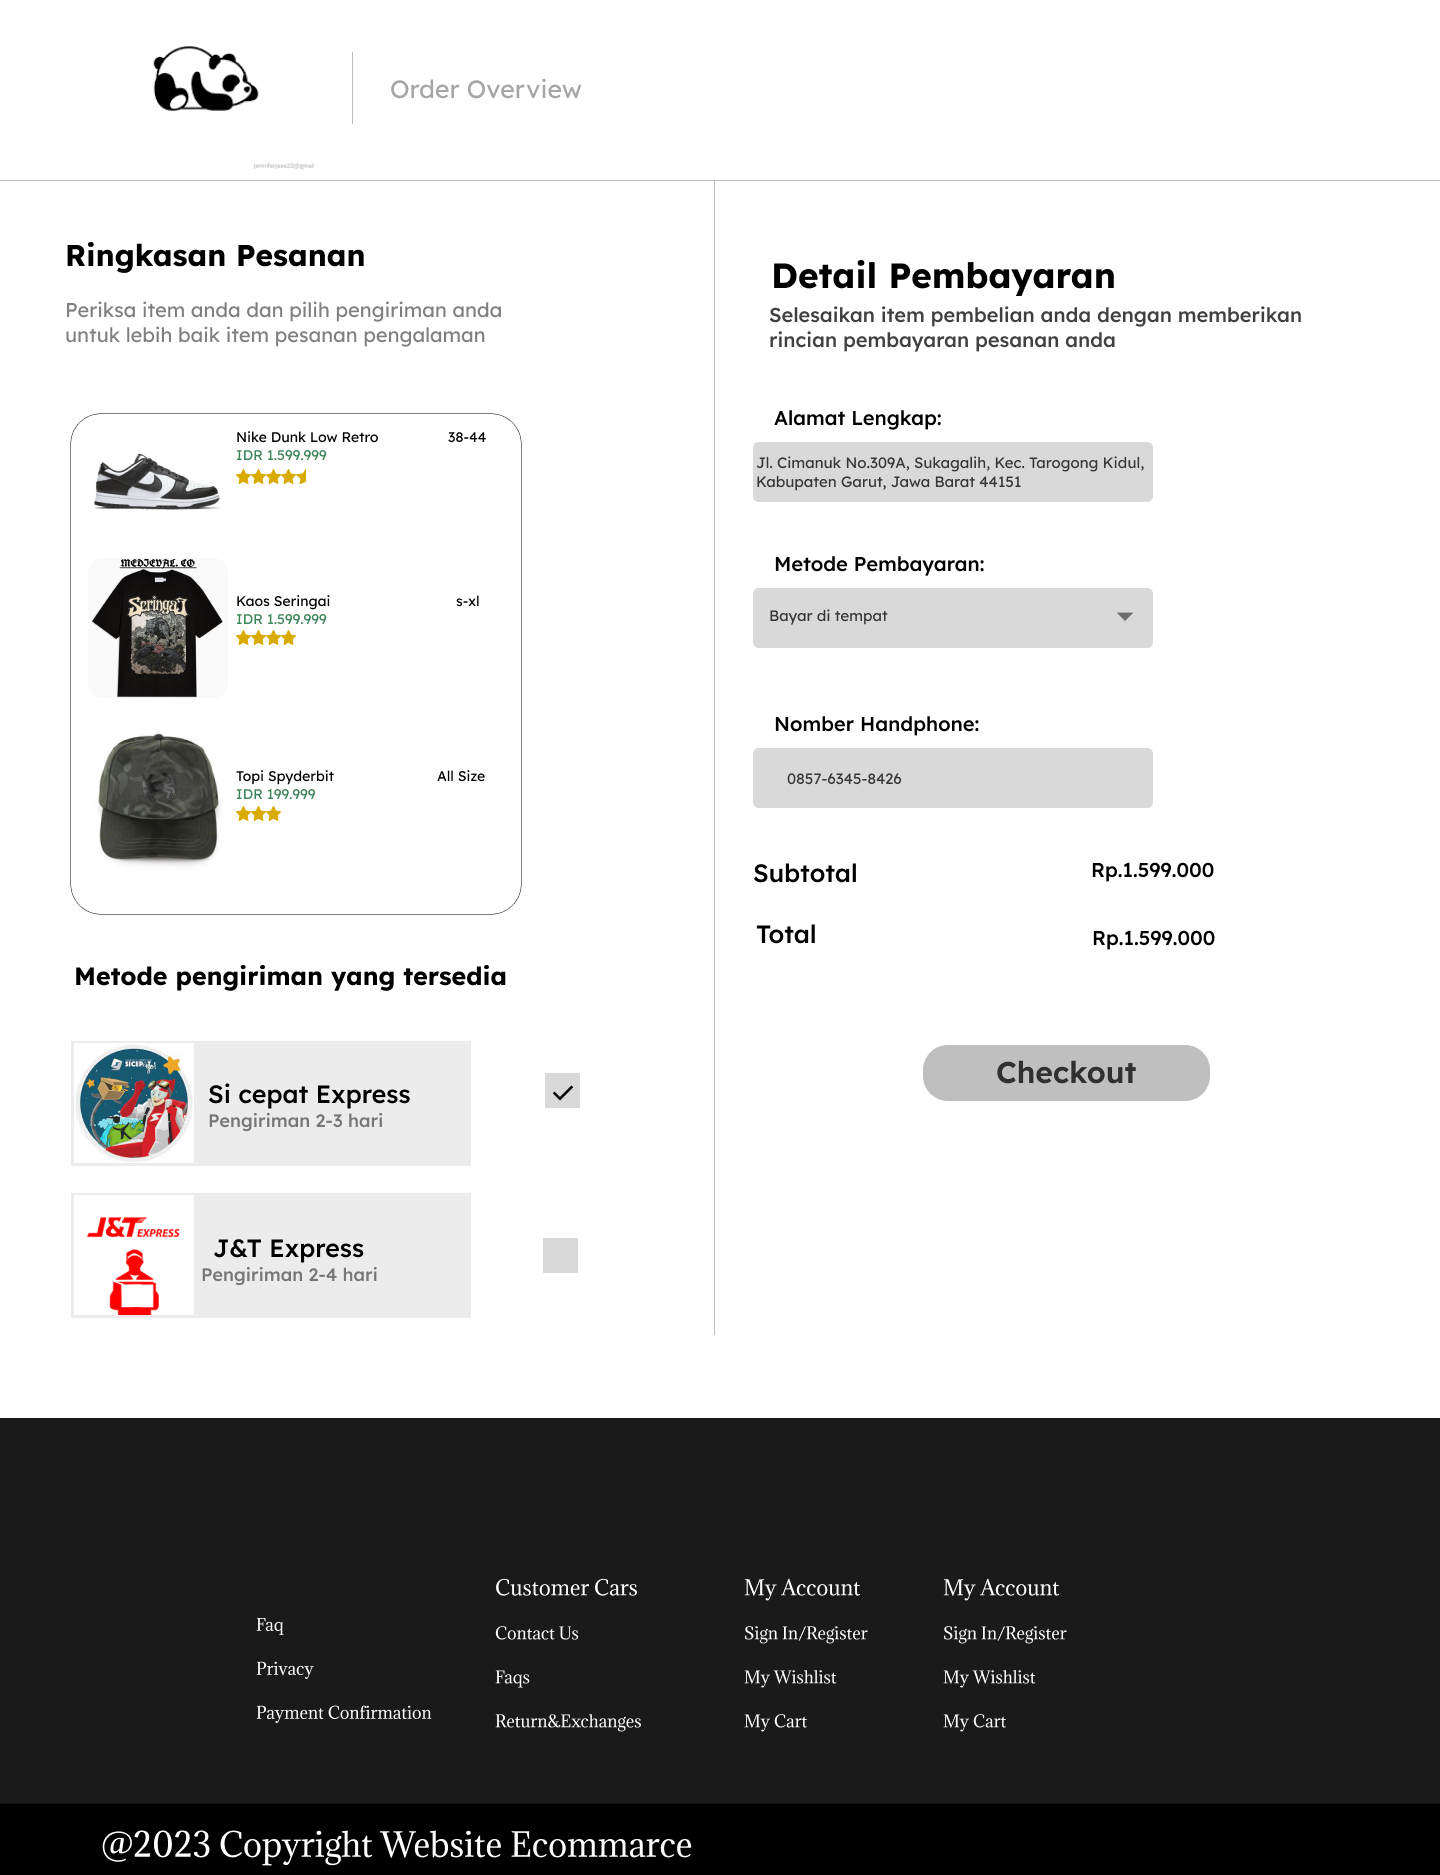 Order Overview
Ringkasan Pesanan
Periksa item anda dan pilih pengiriman anda
untuk lebih baik item pesanan pengalaman
Nike Dunk Low Retro
38-44
IDR 1.599.999
MEDIEVAL. CO
Seringai
Kaos Seringai
s-xl
IDR 1.599.999
Topi Spyderbit
All Size
IDR 199.999
Metode pengiriman yang tersedia
Si cepat Express
Pengiriman 2-3 hari
J&T EXPRESS
J&T Express
Pengiriman 2-4 hari
Detail Pembayaran
Selesaikan item pembelian anda dengan memberikan
rincian pembayaran pesanan anda
Alamat Lengkap:
Jl. Cimanuk No.309A, Sukagalih, Kec. Tarogong Kidul,
Kabupaten Garut, Jawa Barat 44151
Metode Pembayaran:
Bayar di tempat
Nomber Handphone:
0857-6345-8426
Subtotal
Rp.1.599.000
Total
Rp.1.599.000
Checkout
Faq
Privacy
Payment Confirmation
Customer Cars
Contact Us
Faqs
Return&Exchanges
My Account
Sign In/Register
My Wishlist
My Cart
My Account
Sign In/Register
My Wishlist
My Cart
@2023 Copyright Website Ecommarce